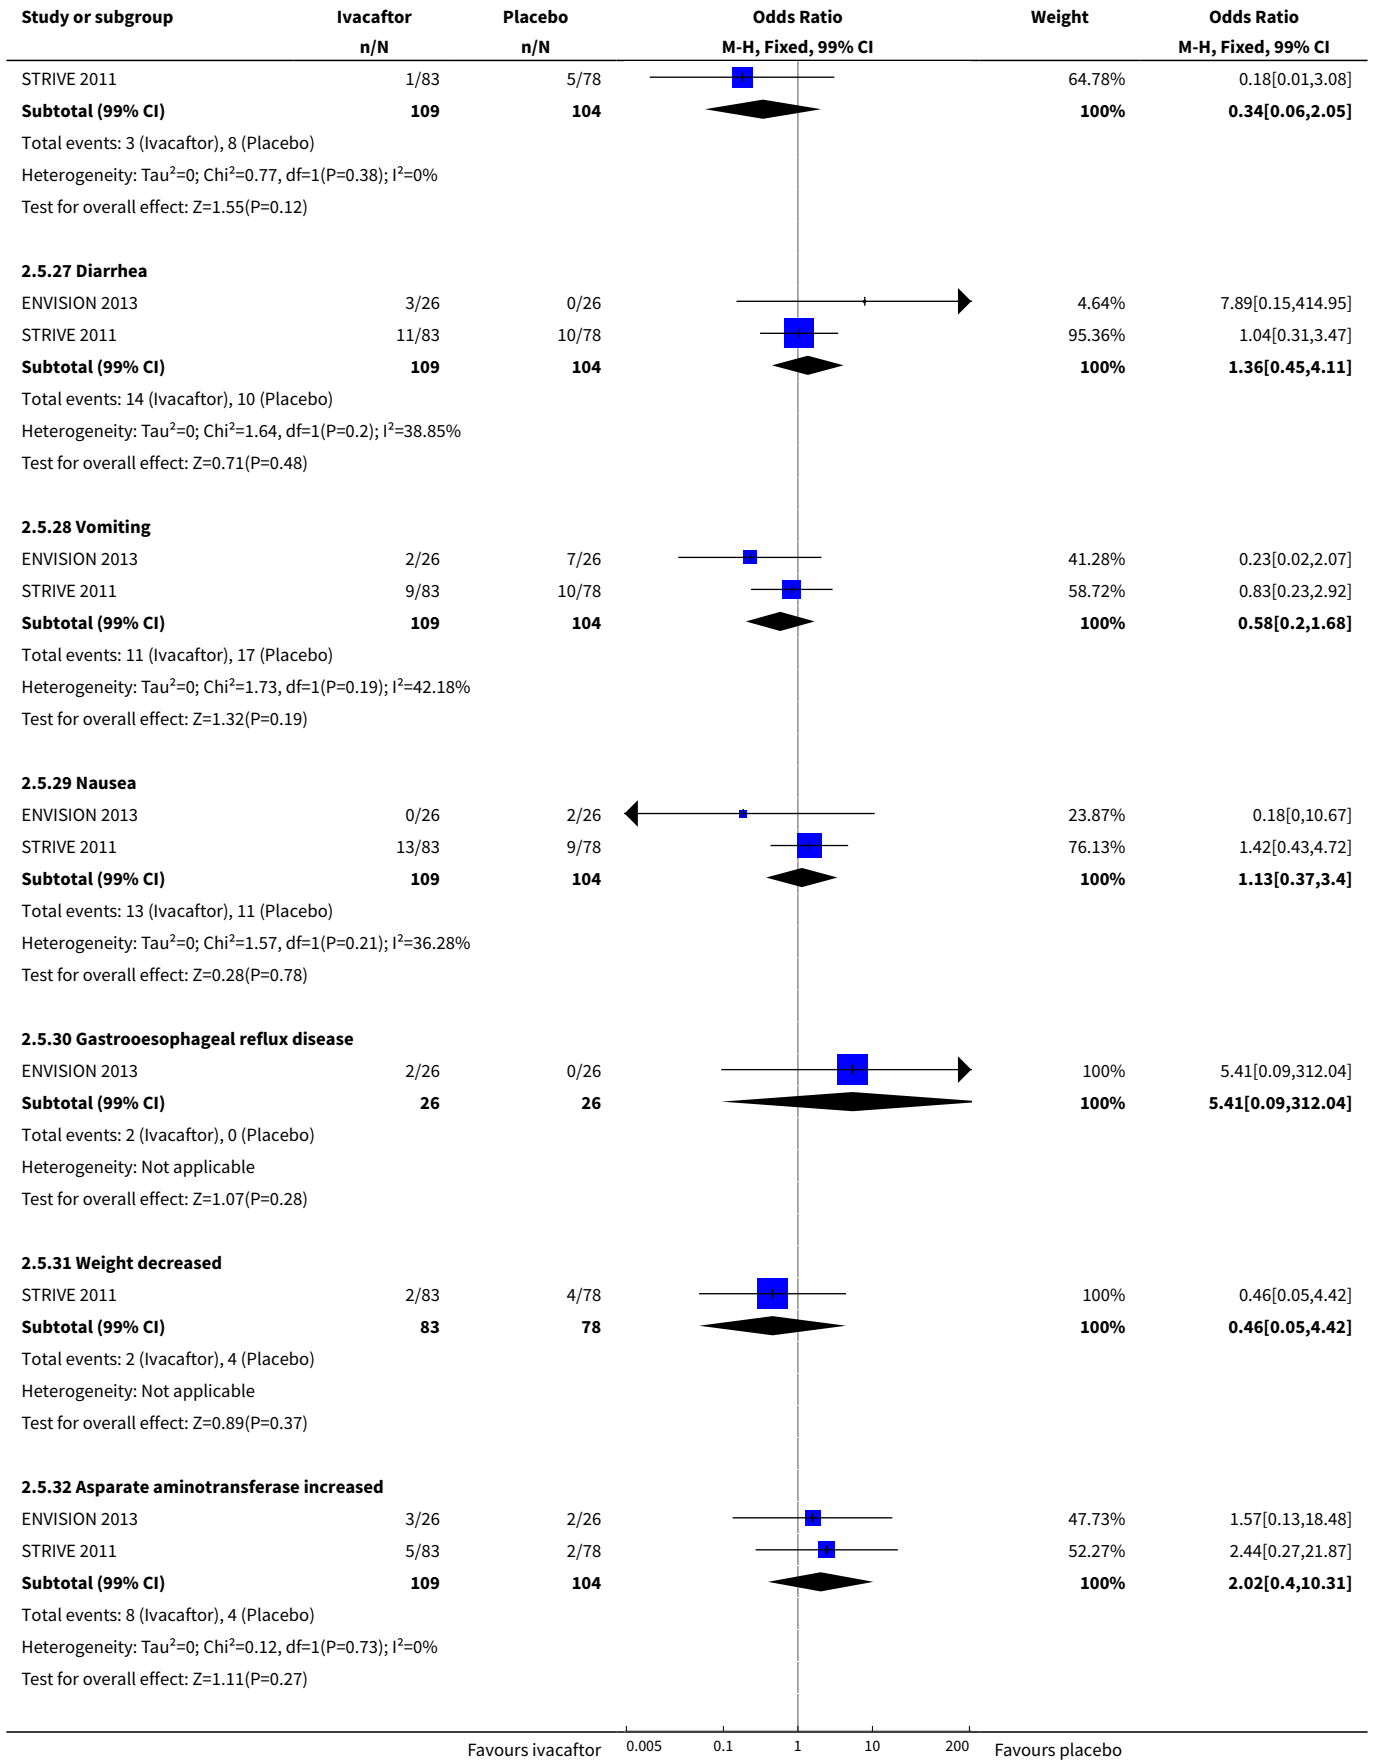 Study or subgroup Ivacaftor Placebo Odds Ratio Weight Odds Ratio
n/N n/N M-H, Fixed, 99% CI M-H, Fixed, 99% CI
STRIVE 2011 1/83 5/78 64.78% 0.18[0.01,3.08]
Subtotal (99% CI) 109 104 100% 0.34[0.06,2.05]
Total events: 3 (Ivacaftor), 8 (Placebo)
Heterogeneity: Tau²=0; Chi²=0.77, df=1(P=0.38); I²=0%
Test for overall effect: Z=1.55(P=0.12)
2.5.27 Diarrhea
ENVISION 2013 3/26 0/26 4.64% 7.89[0.15,414.95]
STRIVE 2011 11/83 10/78 95.36% 1.04[0.31,3.47]
Subtotal (99% CI) 109 104 100% 1.36[0.45,4.11]
Total events: 14 (Ivacaftor), 10 (Placebo)
Heterogeneity: Tau²=0; Chi²=1.64, df=1(P=0.2); I²=38.85%
Test for overall effect: Z=0.71(P=0.48)
2.5.28 Vomiting
ENVISION 2013 2/26 7/26 41.28% 0.23[0.02,2.07]
STRIVE 2011 9/83 10/78 58.72% 0.83[0.23,2.92]
Subtotal (99% CI) 109 104 100% 0.58[0.2,1.68]
Total events: 11 (Ivacaftor), 17 (Placebo)
Heterogeneity: Tau²=0; Chi²=1.73, df=1(P=0.19); I²=42.18%
Test for overall effect: Z=1.32(P=0.19)
2.5.29 Nausea
ENVISION 2013 0/26 2/26 23.87% 0.18[0,10.67]
STRIVE 2011 13/83 9/78 76.13% 1.42[0.43,4.72]
Subtotal (99% CI) 109 104 100% 1.13[0.37,3.4]
Total events: 13 (Ivacaftor), 11 (Placebo)
Heterogeneity: Tau²=0; Chi²=1.57, df=1(P=0.21); I²=36.28%
Test for overall effect: Z=0.28(P=0.78)
2.5.30 Gastrooesophageal reflux disease
ENVISION 2013 2/26 0/26 100% 5.41[0.09,312.04]
Subtotal (99% CI) 26 26 100% 5.41[0.09,312.04]
Total events: 2 (Ivacaftor), 0 (Placebo)
Heterogeneity: Not applicable
Test for overall effect: Z=1.07(P=0.28)
2.5.31 Weight decreased
STRIVE 2011 2/83 4/78 100% 0.46[0.05,4.42]
Subtotal (99% CI) 83 78 100% 0.46[0.05,4.42]
Total events: 2 (Ivacaftor), 4 (Placebo)
Heterogeneity: Not applicable
Test for overall effect: Z=0.89(P=0.37)
2.5.32 Asparate aminotransferase increased
ENVISION 2013 3/26 2/26 47.73% 1.57[0.13,18.48]
STRIVE 2011 5/83 2/78 52.27% 2.44[0.27,21.87]
Subtotal (99% CI) 109 104 100% 2.02[0.4,10.31]
Total events: 8 (Ivacaftor), 4 (Placebo)
Heterogeneity: Tau²=0; Chi²=0.12, df=1(P=0.73); I²=0%
Test for overall effect: Z=1.11(P=0.27)
Favours ivacaftor 0.005 0.1 1 10 200 Favours placebo